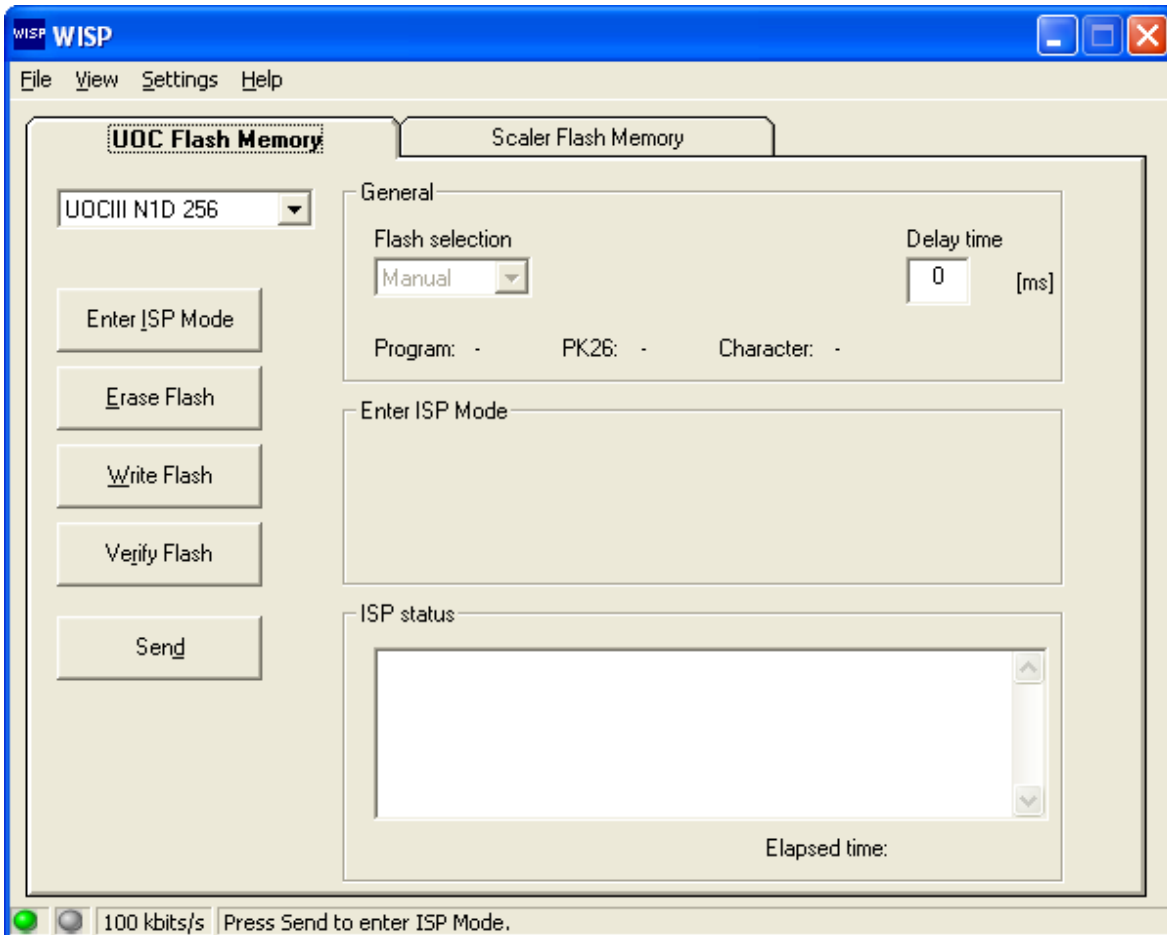 WISP WISP
File View Settings Help
UOC Flash Memory Scaler Flash Memory
UOCIII N1D 256
General
Flash selection Delay time
Manual 0 [ms]
Enter ISP Mode
Program: - PK26: - Character: -
Erase Flash
Enter ISP Mode
Write Flash
Verify Flash
ISP status
Send
Elapsed time:
100 kbits/s Press Send to enter ISP Mode.